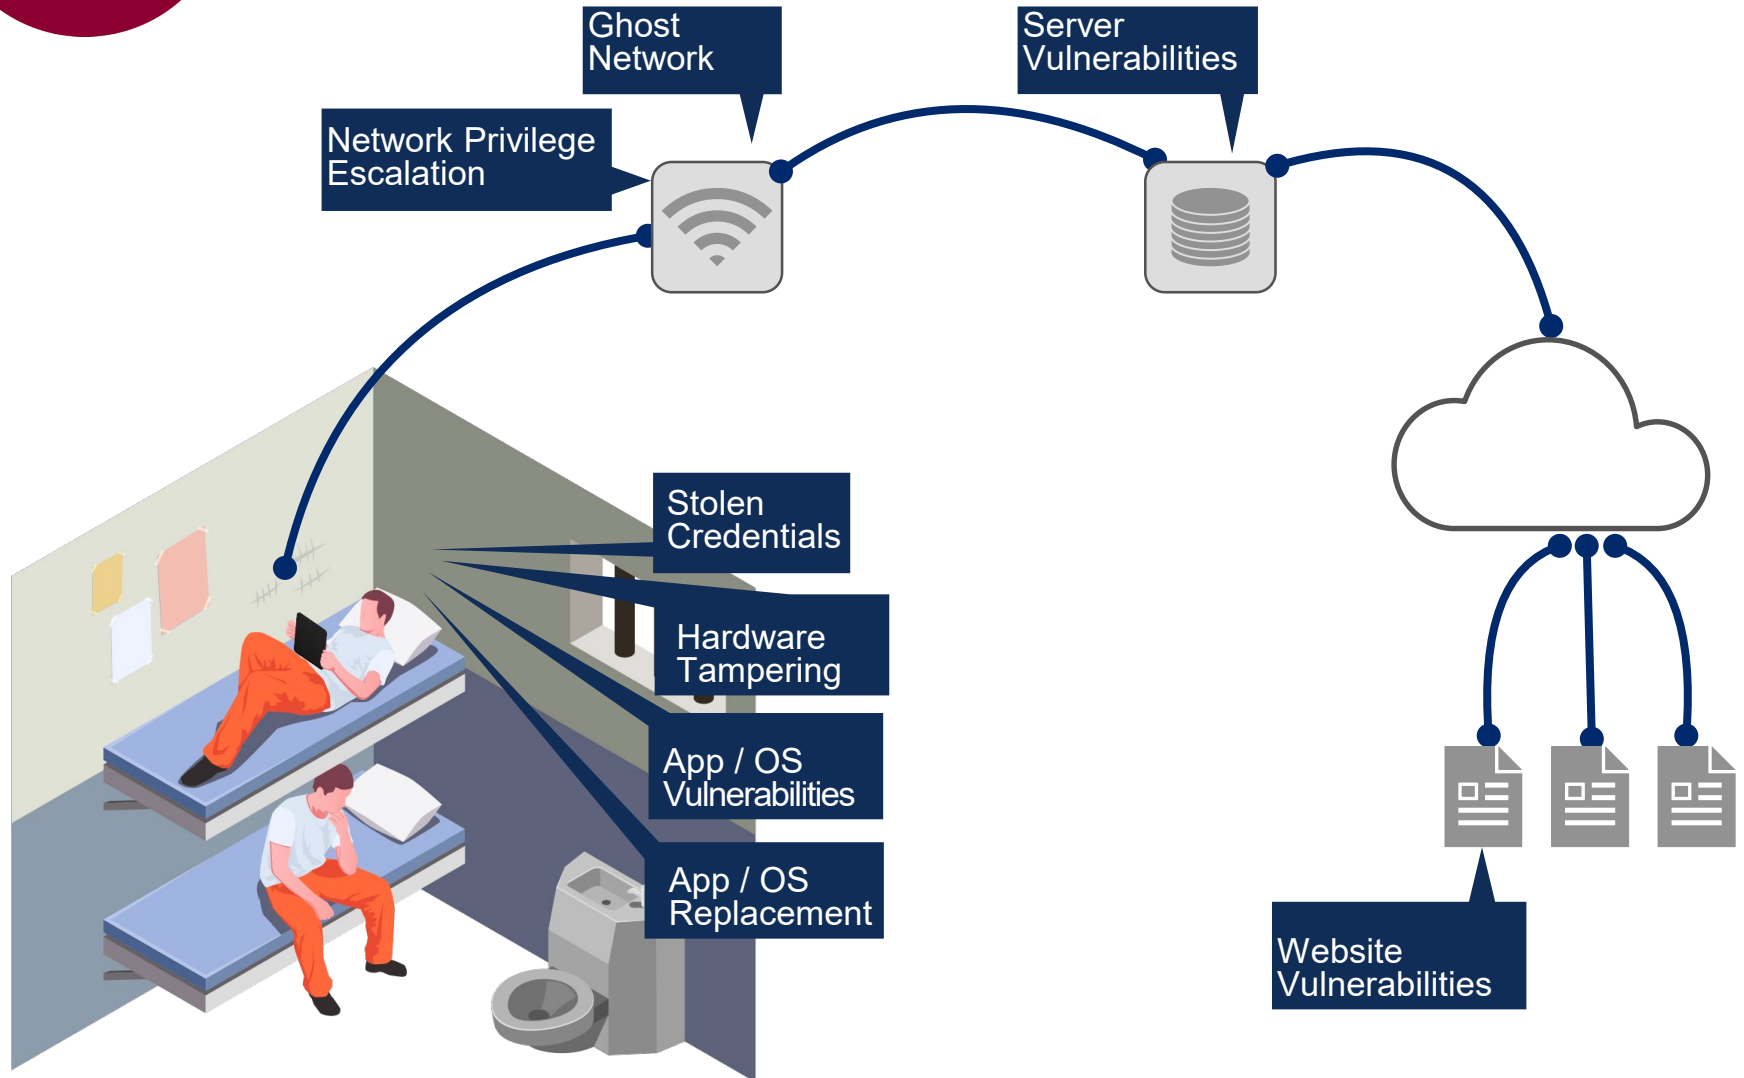 Ghost
Network
Server
Vulnerabilities
Network Privilege
Escalation
Stolen
Credentials
Hardware
Tampering
App / OS
Vulnerabilities
App / OS
Replacement
Website
Vulnerabilities